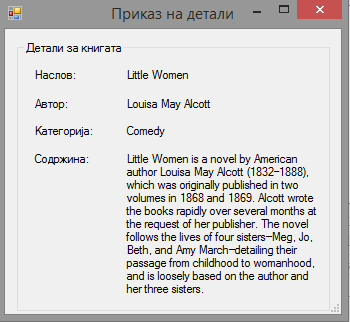 Приказ на детали
Детали за книгата
Наслов: Little Women
Автор: Louisa May Alcott
Категорија: Comedy
Содржина: Little Women is a novel by American
author Louisa May Alcott (1832-1888),
which was originally published in two
volumes in 1868 and 1869. Alcott wrote
the books rapidly over several months at
the request of her publisher. The novel
follows the lives of four sisters-Meg, Jo,
Beth, and Amy March-detailing their
passage from childhood to womanhood,
and is loosely based on the author and
her three sisters.